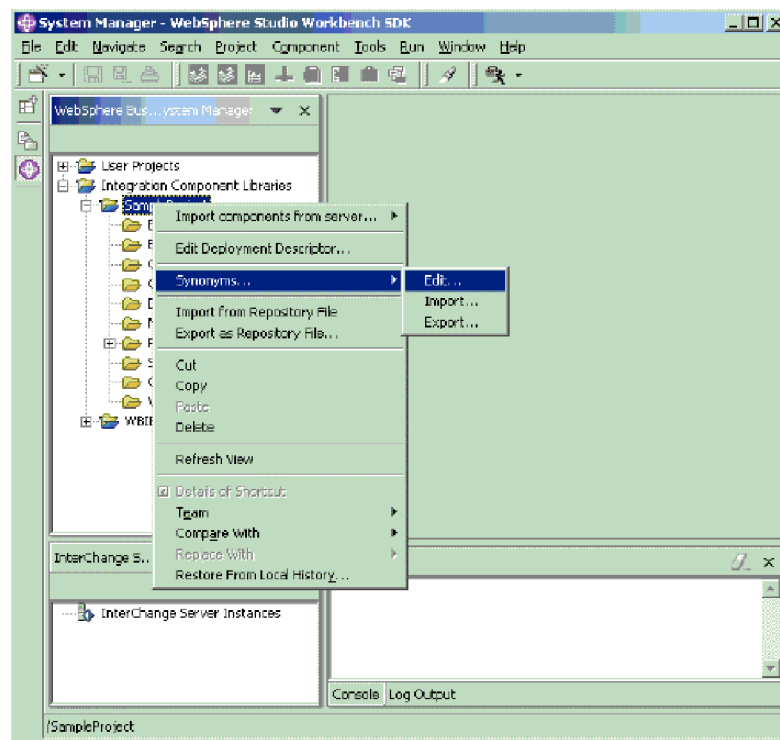 System Manager - WebSphere Studio Workbench SDK
File Edit Navigate Search Project Component Tools Run Window Help
WebSphere Bus...ystem Manager
User Projects
Integration Component Libraries
Import components from server...
Edit Deployment Descriptor...
Synonyms...
Edit...
Import...
Export...
Import from Repository File
Export as Repository File...
Cut
Copy
Paste
Delete
WBIE
Refresh View
Details of Shortcut
Team
Compare With
Replace With
Restore From Local History...
InterChange S..
InterChange Server Instances
Console Log Output
/SampleProject